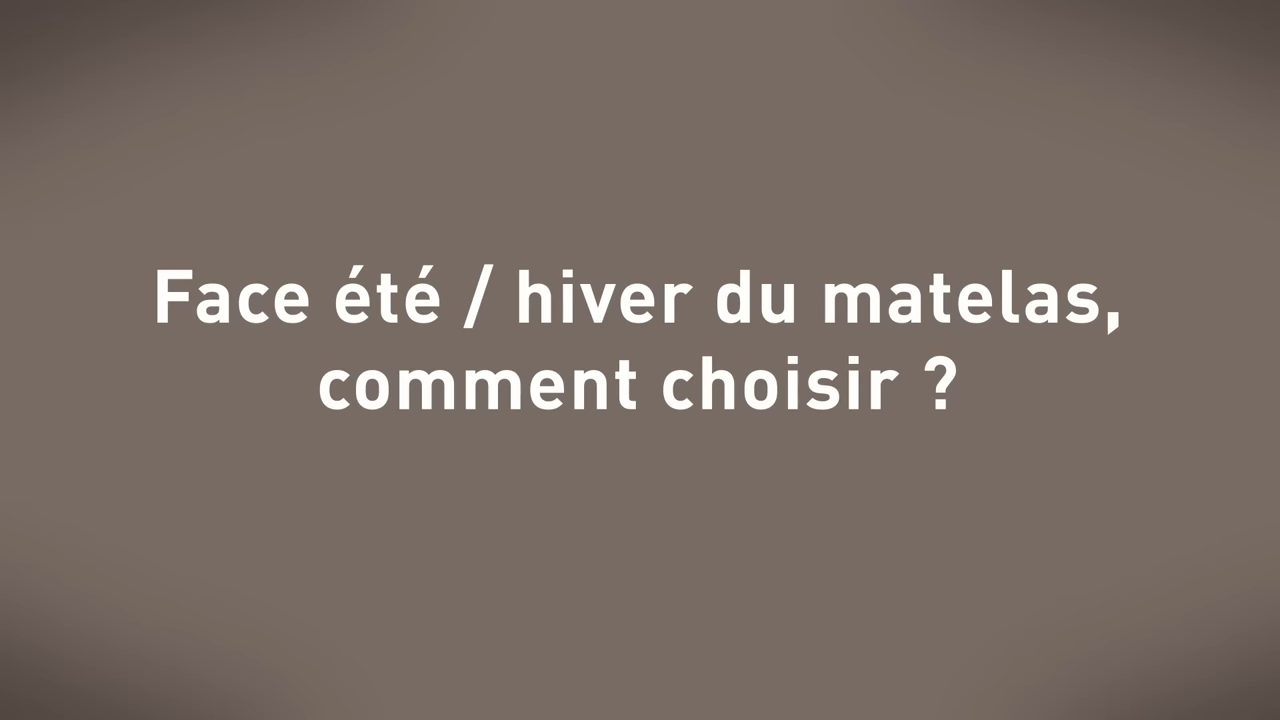 Face été / hiver du matelas,
comment choisir ?